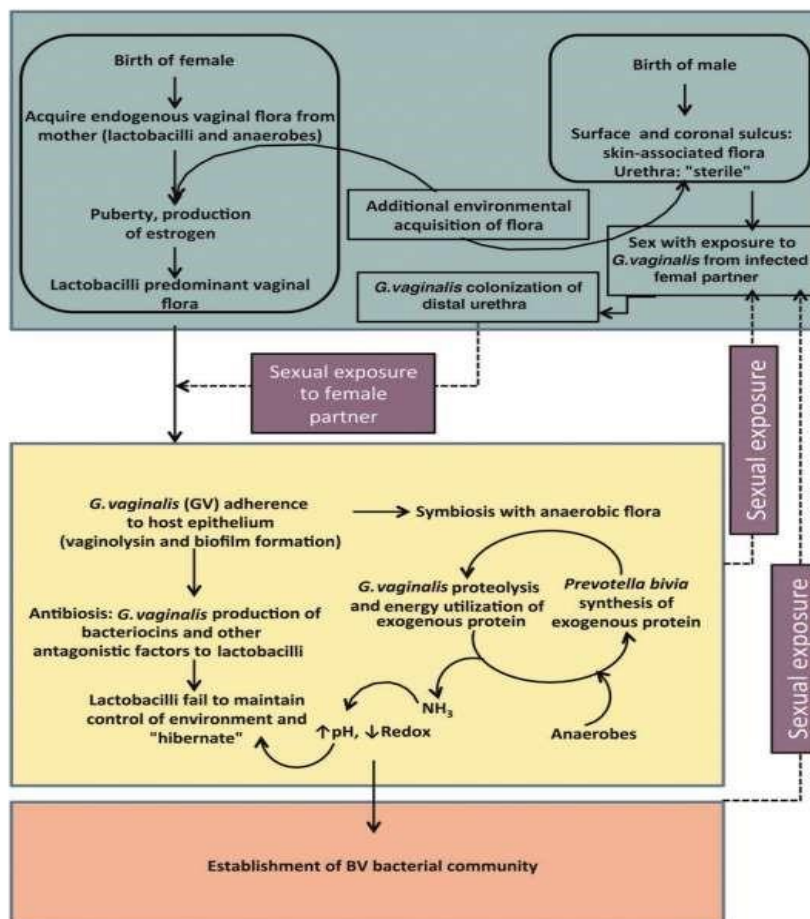 Birth of female
Acquire endogenous vaginal flora from
mother (lactobacilli and anaerobes)
Puberty, production
of estrogen
Lactobacilli predominant vaginal
flora
Birth of male
Surface and coronal sulcus:
skin-associated flora
Urethra: "sterile"
Additional environmental
acquisition of flora
Sex with exposure to
G.vaginalis from infected
femal partner
G.vaginalis colonization of
distal urethra
Sexual exposure
to female
partner
Sexual exposure
Sexual exposure
G.vaginalis (GV) adherence
to host epithelium
(vaginolysin and biofilm formation)
Symbiosis with anaerobic flora
Antibiosis: G.vaginalis production of
bacteriocins and other
antagonistic factors to lactobacilli
Lactobacilli fail to maintain
control of environment and
"hibernate"
G.vaginalis proteolysis
and energy utilization of
exogenous protein
Prevotella bivia
synthesis of
exogenous protein
NH₃
↑pH, ↓Redox
Anaerobes
Establishment of BV bacterial community